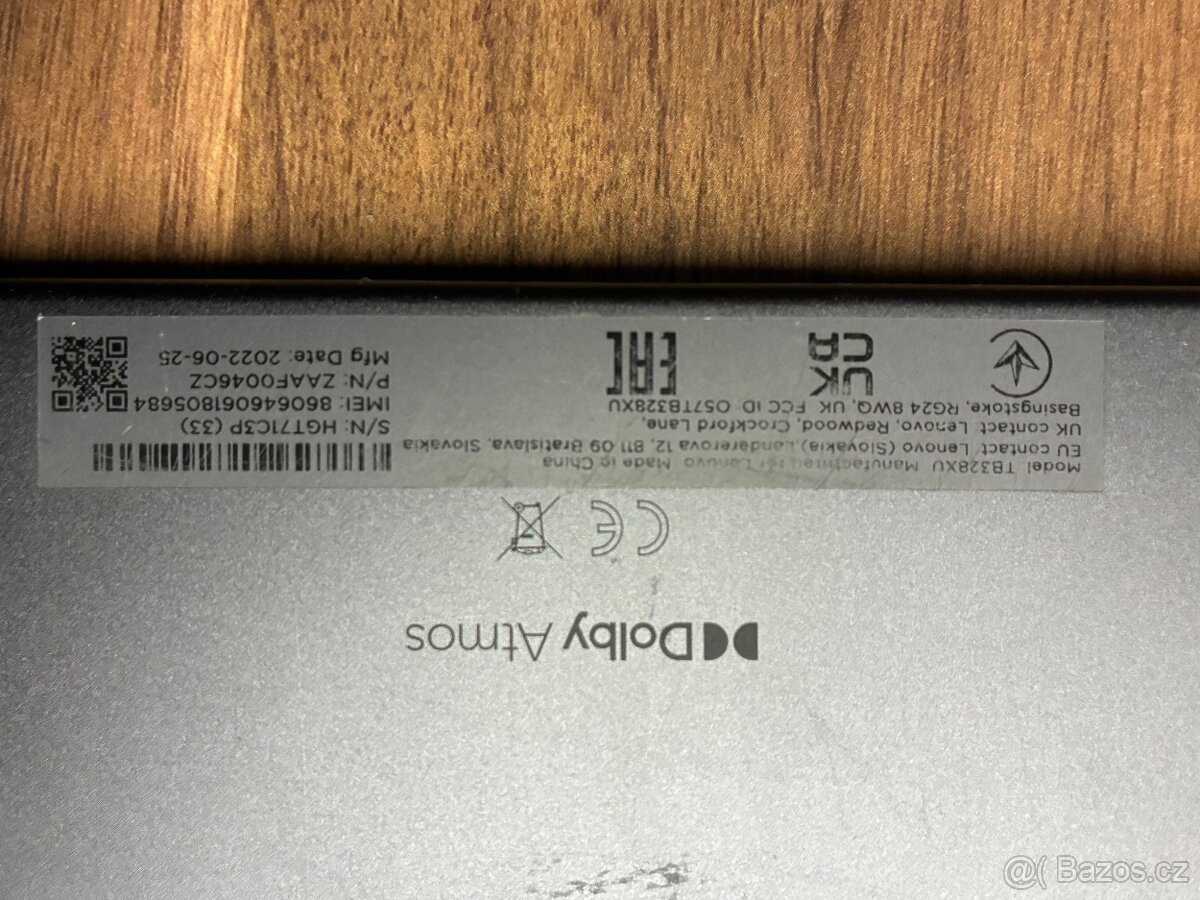 Model TB328XU Manufactured for Lenovo Made in China
EU contact: Lenovo (Slovakia), Landererova 12, 811 09 Bratislava, Slovakia
UK contact: Lenovo, Redwood, Crockford Lane,
Basingstoke, RG24 8WQ, UK FCC ID O57TB328XU
UK
CA
EAC
S/N: HGT71C3P (33)
IMEI: 860646061805684
P/N: ZAAF0046CZ
Mfg Date: 2022-06-25
CE
Dolby Atmos
@( Bazos.cz